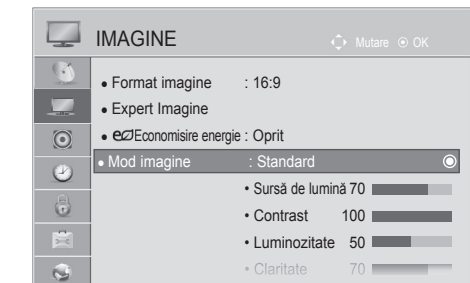 IMAGINE
Mutare ⊙ OK
• Format imagine : 16:9
• Expert Imagine
• eco Economisire energie : Oprit
• Mod imagine : Standard
• Sursă de lumină 70
• Contrast 100
• Luminozitate 50
• Claritate 70